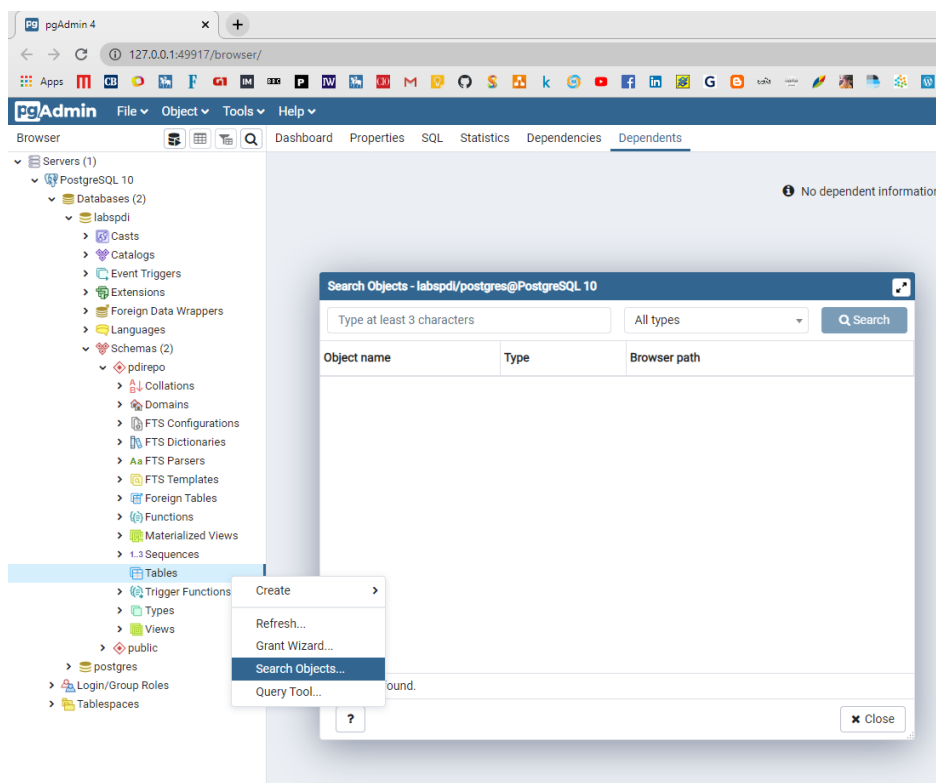 pgAdmin 4
127.0.0.1:49917/browser/
Apps
pgAdmin File Object Tools Help
Browser
Dashboard Properties SQL Statistics Dependencies Dependents
Servers (1)
PostgreSQL 10
No dependent information
Databases (2)
labspdi
Casts
Catalogs
Event Triggers
Extensions
Foreign Data Wrappers
Languages
Schemas (2)
pdirepo
Collations
Domains
FTS Configurations
FTS Dictionaries
Aa FTS Parsers
FTS Templates
Foreign Tables
Functions
Materialized Views
1..3 Sequences
Tables
Trigger Functions
Types
Views
public
postgres
Login/Group Roles
Tablespaces
Create
Refresh...
Grant Wizard...
Search Objects...
Query Tool...
Search Objects - labspdi/postgres@PostgreSQL 10
Type at least 3 characters
All types
Search
Object name Type Browser path
ound.
?
Close